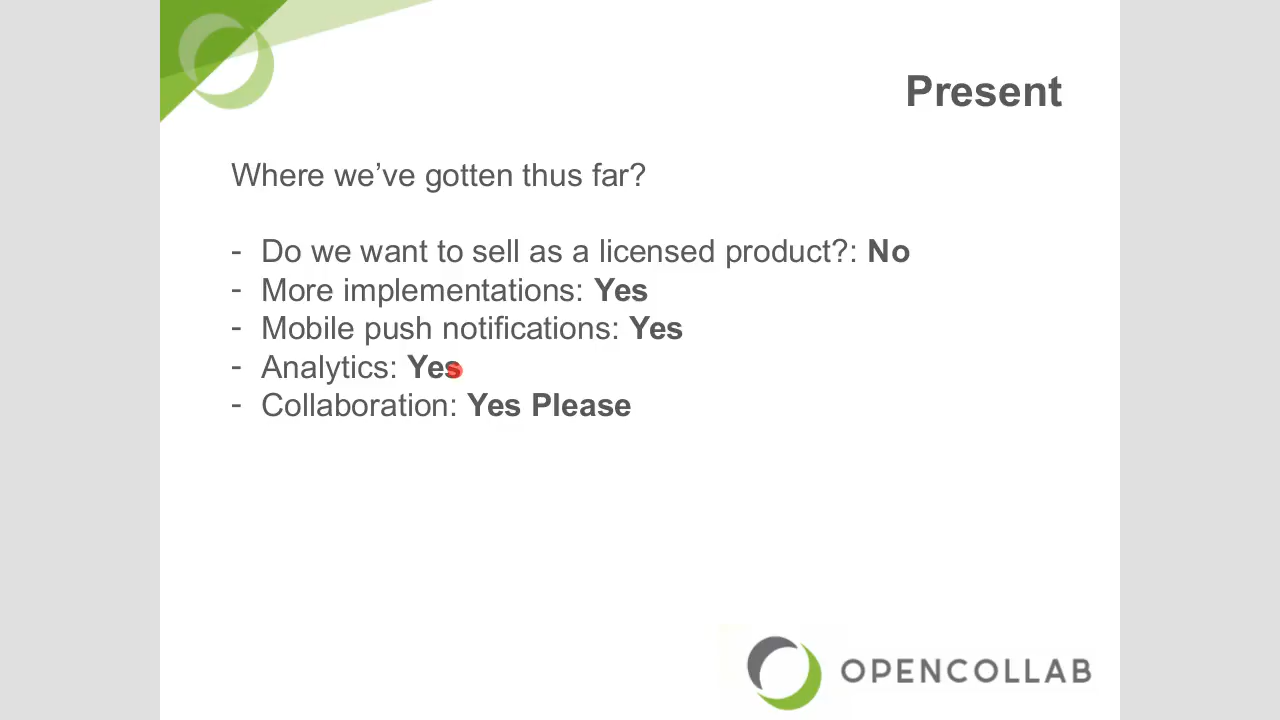 Present
Where we’ve gotten thus far?
- Do we want to sell as a licensed product?: No
- More implementations: Yes
- Mobile push notifications: Yes
- Analytics: Yes
- Collaboration: Yes Please
OPENCOLLAB